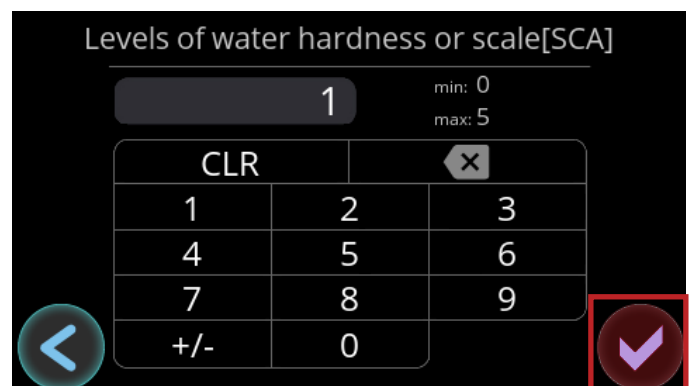 Levels of water hardness or scale[SCA]
1
min: 0
max: 5
CLR
1 2 3
4 5 6
7 8 9
+/- 0